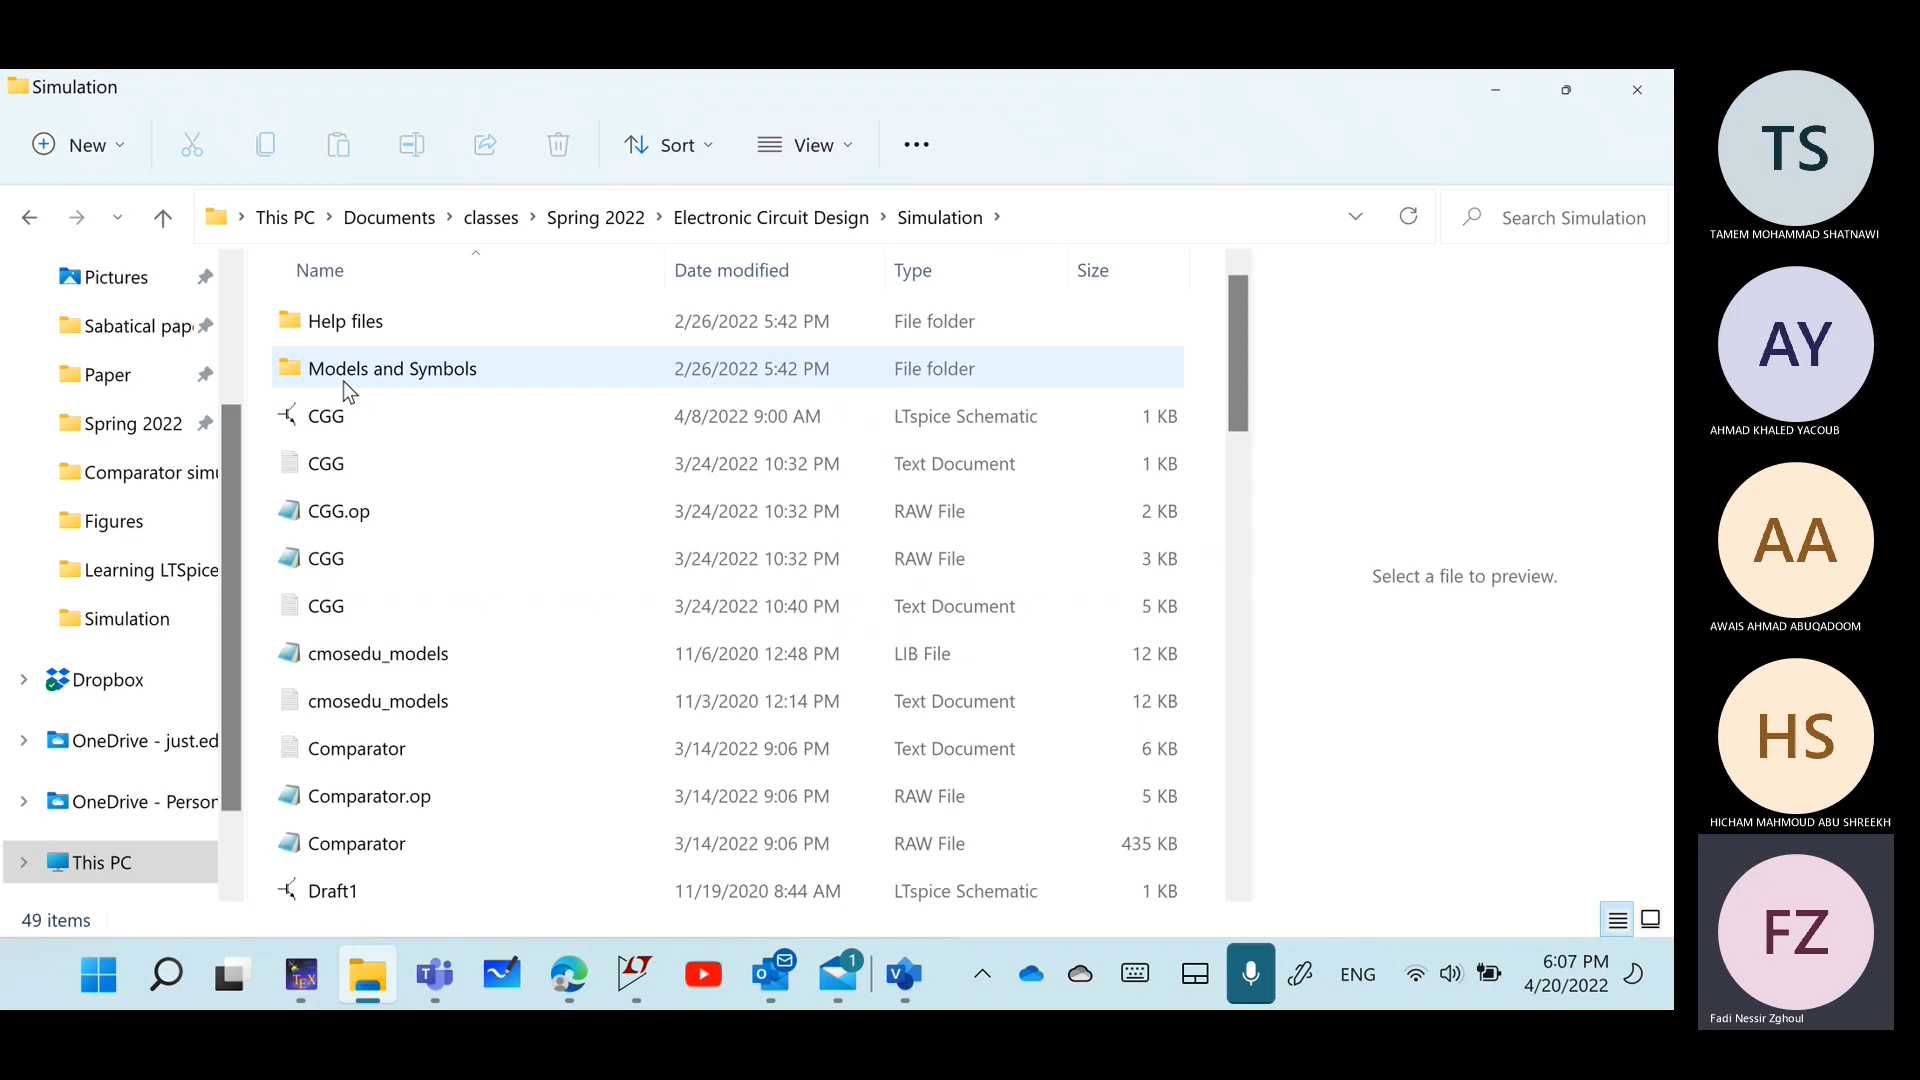 Simulation
New
Sort
View
This PC
Documents
classes
Spring 2022
Electronic Circuit Design
Simulation
Search Simulation
Name Date modified Type Size
Pictures
Sabatical pap
Paper
Spring 2022
Comparator simu
Figures
Learning LTSpice
Simulation
Dropbox
OneDrive - just.ed
OneDrive - Person
This PC
Help files 2/26/2022 5:42 PM File folder
Models and Symbols 2/26/2022 5:42 PM File folder
CGG 4/8/2022 9:00 AM LTspice Schematic 1 KB
CGG 3/24/2022 10:32 PM Text Document 1 KB
CGG.op 3/24/2022 10:32 PM RAW File 2 KB
CGG 3/24/2022 10:32 PM RAW File 3 KB
CGG 3/24/2022 10:40 PM Text Document 5 KB
cmosedu_models 11/6/2020 12:48 PM LIB File 12 KB
cmosedu_models 11/3/2020 12:14 PM Text Document 12 KB
Comparator 3/14/2022 9:06 PM Text Document 6 KB
Comparator.op 3/14/2022 9:06 PM RAW File 5 KB
Comparator 3/14/2022 9:06 PM RAW File 435 KB
Draft1 11/19/2020 8:44 AM LTspice Schematic 1 KB
Select a file to preview.
49 items
TEX
T
LT
O
1
V
ENG
6:07 PM
4/20/2022
TS
TAMEM MOHAMMAD SHATNAWI
AY
AHMAD KHALED YACOUB
AA
AWAIS AHMAD ABUQADOOM
HS
HICHAM MAHMOUD ABU SHREEKH
FZ
Fadi Nessir Zghoul